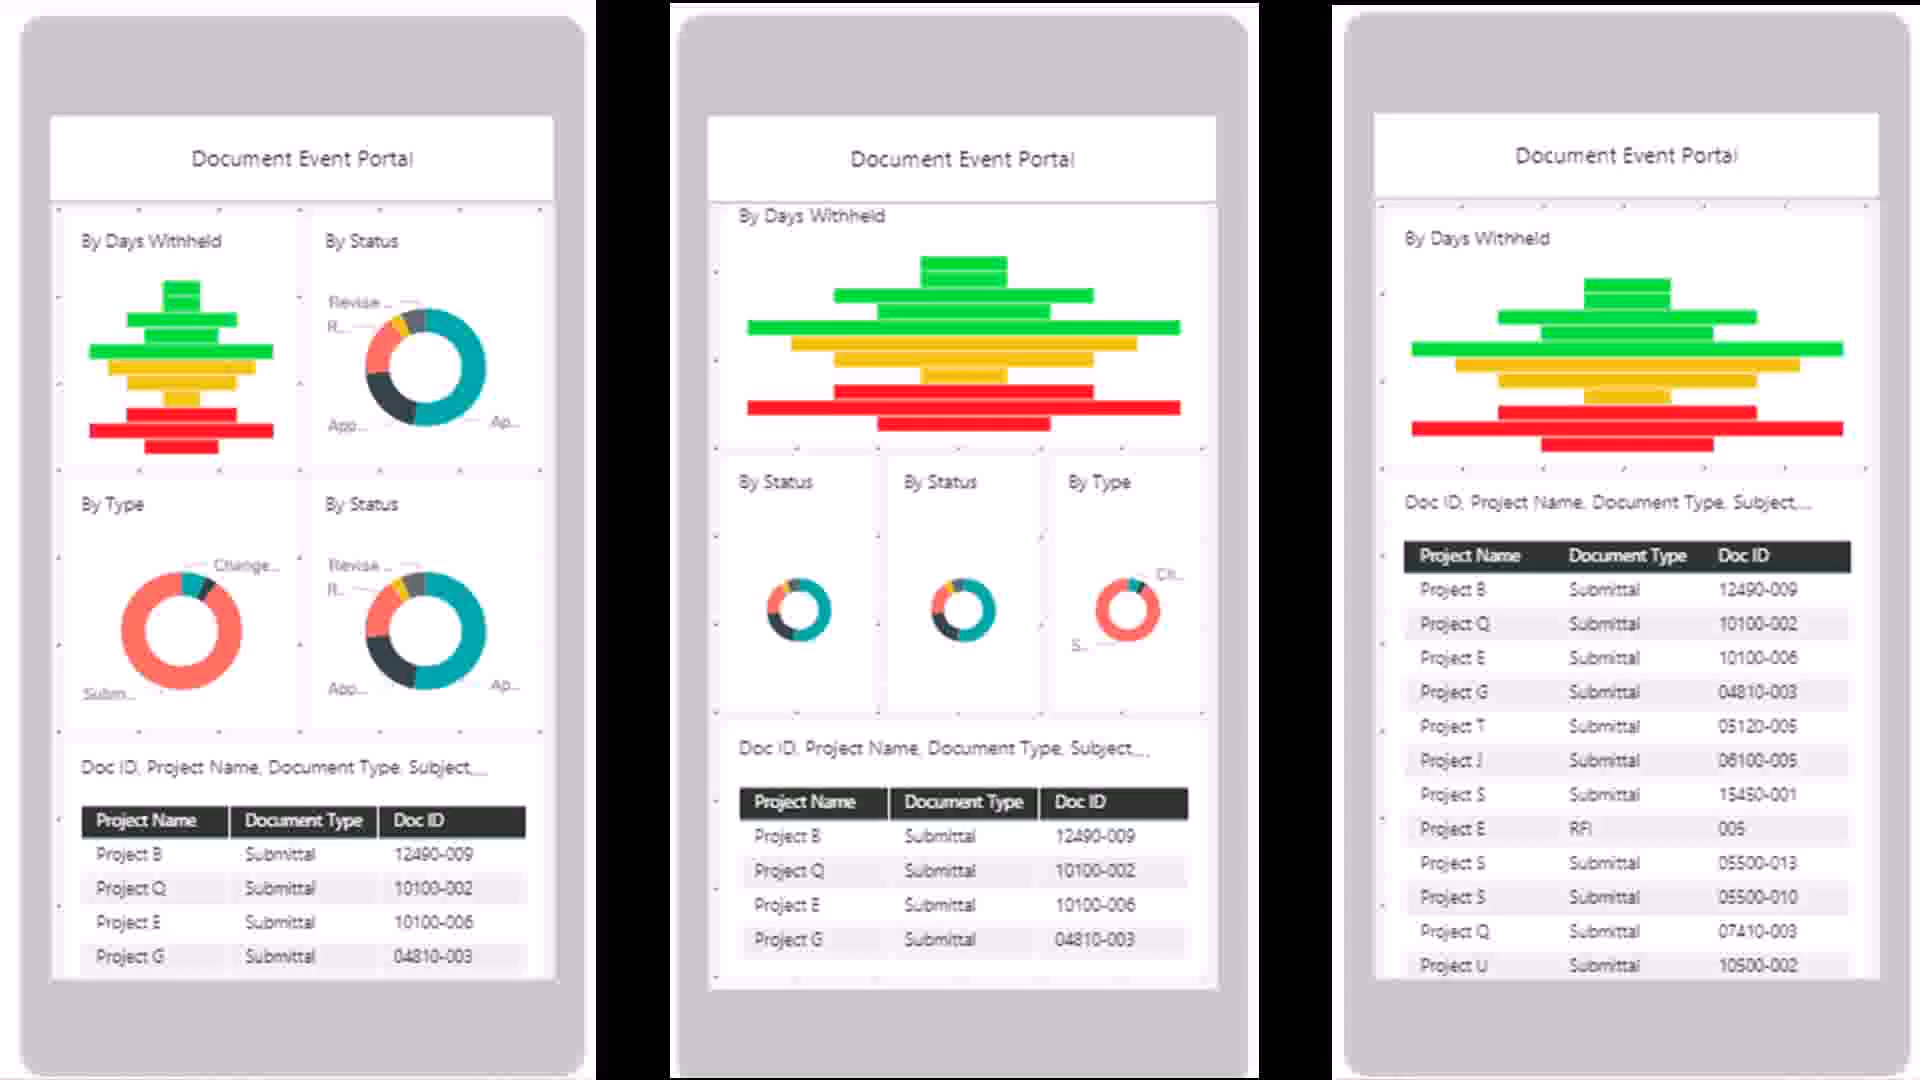 Document Event Portal
By Days Withheld
By Status
Revise...
R...
App...
Ap...
By Type
By Status
Change...
Subm...
Revise...
R...
App...
Ap...
Doc ID, Project Name, Document Type, Subject,...
Project Name Document Type Doc ID
Project B Submittal 12490-009
Project Q Submittal 10100-002
Project E Submittal 10100-006
Project G Submittal 04810-003
Document Event Portal
By Days Withheld
By Status
By Status
By Type
Ch...
S...
Doc ID, Project Name, Document Type, Subject,...
Project Name Document Type Doc ID
Project B Submittal 12490-009
Project Q Submittal 10100-002
Project E Submittal 10100-006
Project G Submittal 04810-003
Document Event Portal
By Days Withheld
Doc ID, Project Name, Document Type, Subject,...
Project Name Document Type Doc ID
Project B Submittal 12490-009
Project Q Submittal 10100-002
Project E Submittal 10100-006
Project G Submittal 04810-003
Project T Submittal 05120-005
Project J Submittal 06100-005
Project S Submittal 15450-001
Project E RFI 005
Project S Submittal 05500-013
Project S Submittal 05500-010
Project Q Submittal 07410-003
Project U Submittal 10500-002